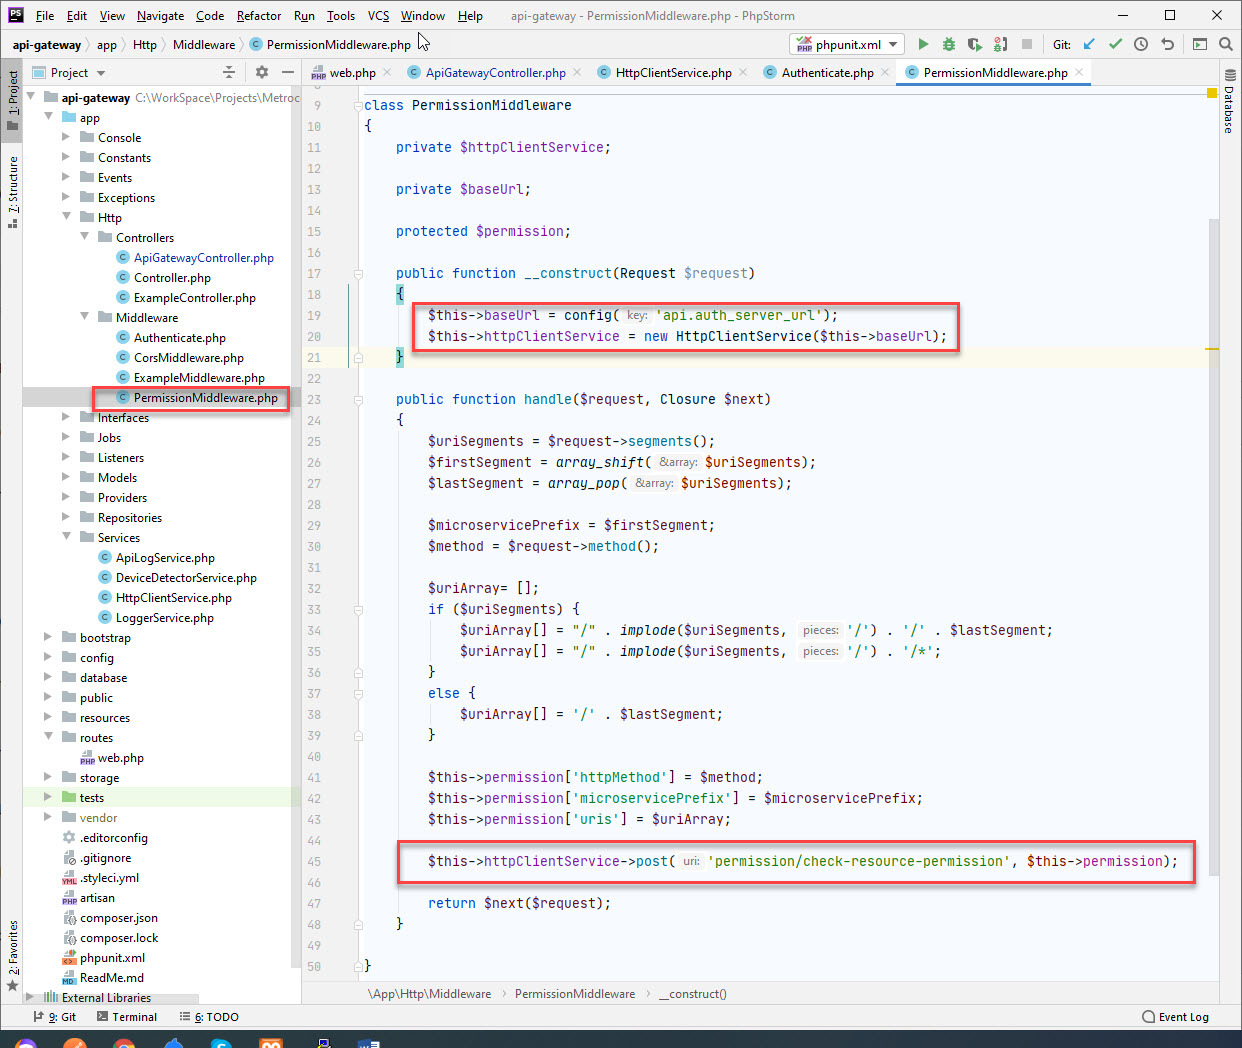 PS File Edit View Navigate Code Refactor Run Tools VCS Window Help api-gateway - PermissionMiddleware.php - PhpStorm
api-gateway app Http Middleware PermissionMiddleware.php phpunit.xml Git:
Project web.php ApiGatewayController.php HttpClientService.php Authenticate.php PermissionMiddleware.php
1: Project
7: Structure
2: Favorites
Database
api-gateway C:\WorkSpace\Projects\Metroc
app
Console
Constants
Events
Exceptions
Http
Controllers
ApiGatewayController.php
Controller.php
ExampleController.php
Middleware
Authenticate.php
CorsMiddleware.php
ExampleMiddleware.php
PermissionMiddleware.php
Interfaces
Jobs
Listeners
Models
Providers
Repositories
Services
ApiLogService.php
DeviceDetectorService.php
HttpClientService.php
LoggerService.php
bootstrap
config
database
public
resources
routes
web.php
storage
tests
vendor
.editorconfig
.gitignore
.styleci.yml
artisan
composer.json
composer.lock
phpunit.xml
ReadMe.md
External Libraries
9 class PermissionMiddleware
10 {
11 private $httpClientService;
12
13 private $baseUrl;
14
15 protected $permission;
16
17 public function __construct(Request $request)
18 {
19 $this->baseUrl = config( key: 'api.auth_server_url');
20 $this->httpClientService = new HttpClientService($this->baseUrl);
21 }
22
23 public function handle($request, Closure $next)
24 {
25 $uriSegments = $request->segments();
26 $firstSegment = array_shift( &array: $uriSegments);
27 $lastSegment = array_pop( &array: $uriSegments);
28
29 $microservicePrefix = $firstSegment;
30 $method = $request->method();
31
32 $uriArray= [];
33 if ($uriSegments) {
34 $uriArray[] = "/" . implode($uriSegments, pieces: '/') . '/' . $lastSegment;
35 $uriArray[] = "/" . implode($uriSegments, pieces: '/') . '/*';
36 }
37 else {
38 $uriArray[] = '/' . $lastSegment;
39 }
40
41 $this->permission['httpMethod'] = $method;
42 $this->permission['microservicePrefix'] = $microservicePrefix;
43 $this->permission['uris'] = $uriArray;
44
45 $this->httpClientService->post( uri: 'permission/check-resource-permission', $this->permission);
46
47 return $next($request);
48 }
49
50 }
\App\Http\Middleware PermissionMiddleware __construct()
9: Git Terminal 6: TODO Event Log